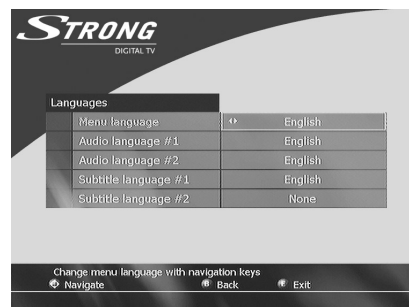 STRONG
DIGITAL TV
Languages
Menu language English
Audio language #1 English
Audio language #2 English
Subtitle language #1 English
Subtitle language #2 None
Change menu language with navigation keys
Navigate B Back E Exit